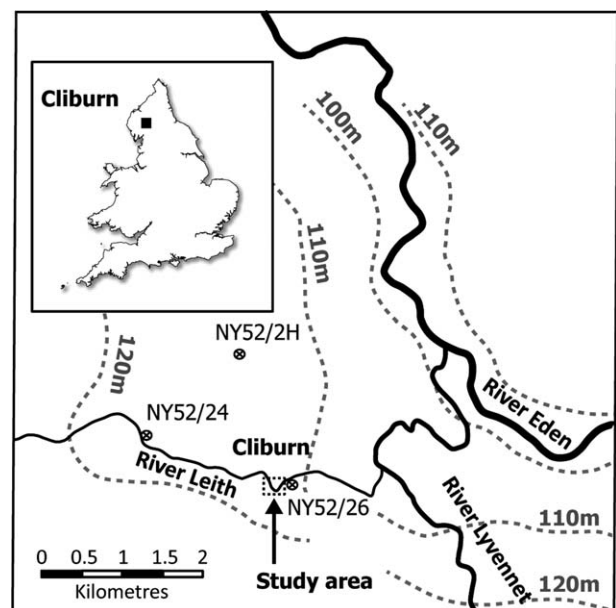 Cliburn
100m
110m
110m
120m
NY52/2H
NY52/24
Cliburn
River Eden
River Leith
NY52/26
River Lyvennet
110m
0 0.5 1 1.5 2
Kilometres
Study area
120m